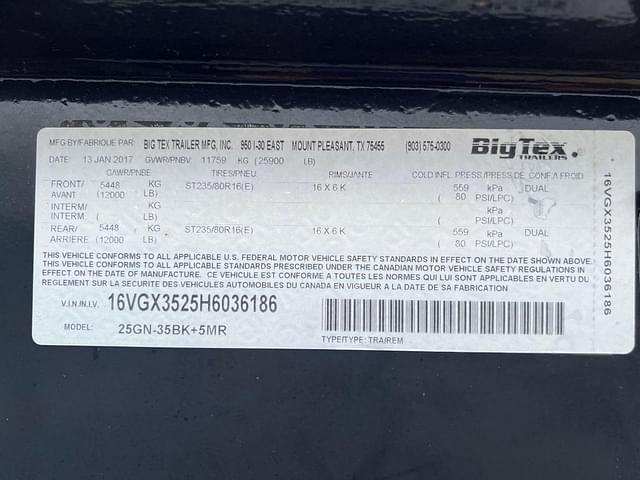 MFG BY/FABRIQUE PAR: BIG TEX TRAILER MFG, INC. 950 I-30 EAST MOUNT PLEASANT, TX 75455 (903) 575-0300
BigTex
TRAILERS
DATE: 13 JAN 2017 GVWR/PNBV: 11759 KG (25900 LB)
GAWR/PNBE TIRES/PNEU RIMS/JANTE COLD INFL. PRESS/PRESS. DE GONF A FROID
FRONT/ 5448 KG ST235/80R16(E) 16 X 6 K 559 kPa DUAL
AVANT (12000 LB) ( 80 PSI/LPC)
INTERM/ KG kPa
INTERM. ( LB) ( PSI/LPC)
REAR/ 5448 KG ST235/80R16(E) 16 X 6 K 559 kPa DUAL
ARRIERE (12000 LB) ( 80 PSI/LPC)
THIS VEHICLE CONFORMS TO ALL APPLICABLE U.S. FEDERAL MOTOR VEHICLE SAFETY STANDARDS IN EFFECT ON THE
DATE OF MANUFACTURE. THIS VEHICLE CONFORMS TO ALL APPLICABLE STANDARDS PRESCRIBED UNDER THE CANADIAN MOTOR VEHICLE SAFETY REGULATIONS IN
EFFECT ON THE DATE OF MANUFACTURE. / CE VEHICULE EST CONFORME A TOUTES LES NORMES QUI LUI SONT APPLICABLES EN VERTU DU
REGLEMENT SUR LA SECURITE DES VEHICULES AUTOMOBILES DU CANADA EN VIGUEUR A LA DATE DE SA FABRICATION
V.I.N./N.I.V. 16VGX3525H6036186
MODEL: 25GN-35BK+5MR
TYPE/TYPE: TRA/REM
16VGX3525H6036186